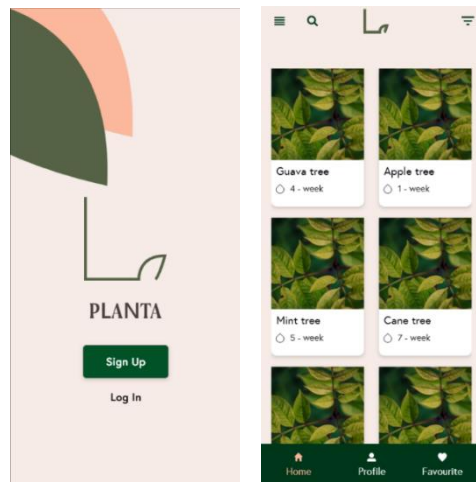 PLANTA
Sign Up
Log In
Guava tree
4 - week
Apple tree
1 - week
Mint tree
5 - week
Cane tree
7 - week
Home
Profile
Favourite